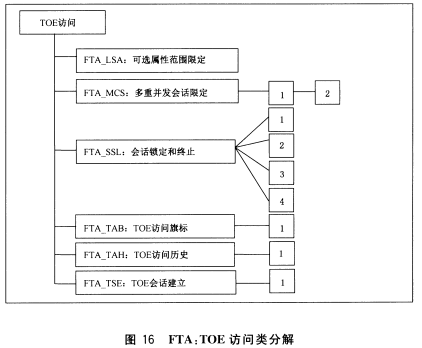 TOE访问
FTA_LSA：可选属性范围限定
FTA_MCS：多重并发会话限定
1
2
FTA_SSL：会话锁定和终止
1
2
3
4
FTA_TAB：TOE访问旗标
1
FTA_TAH：TOE访问历史
1
FTA_TSE：TOE会话建立
1
图 16 FTA：TOE 访问类分解